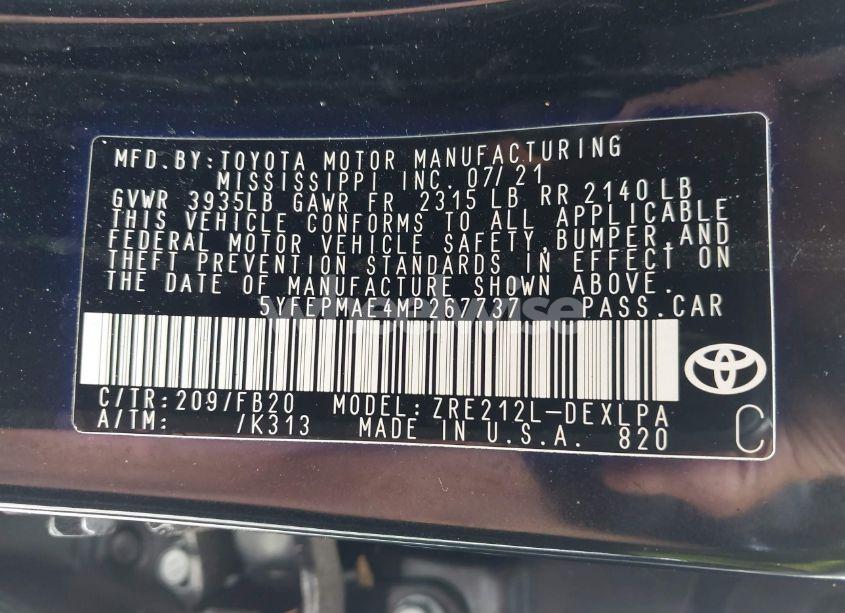 MFD.BY:TOYOTA MOTOR MANUFACTURING
MISSISSIPPI INC. 07/21
GVWR 3935LB GAWR FR 2315 LB RR 2140LB
THIS VEHICLE CONFORMS TO ALL APPLICABLE
FEDERAL MOTOR VEHICLE SAFETY,BUMPER,AND
THEFT PREVENTION STANDARDS IN EFFECT ON
THE DATE OF MANUFACTURE SHOWN ABOVE.
5YFEPMAE4MP267737 PASS.CAR
C/TR:209/FB20 MODEL:ZRE212L-DEXLPA
A/TM: /K313 MADE IN U.S.A. 820 C